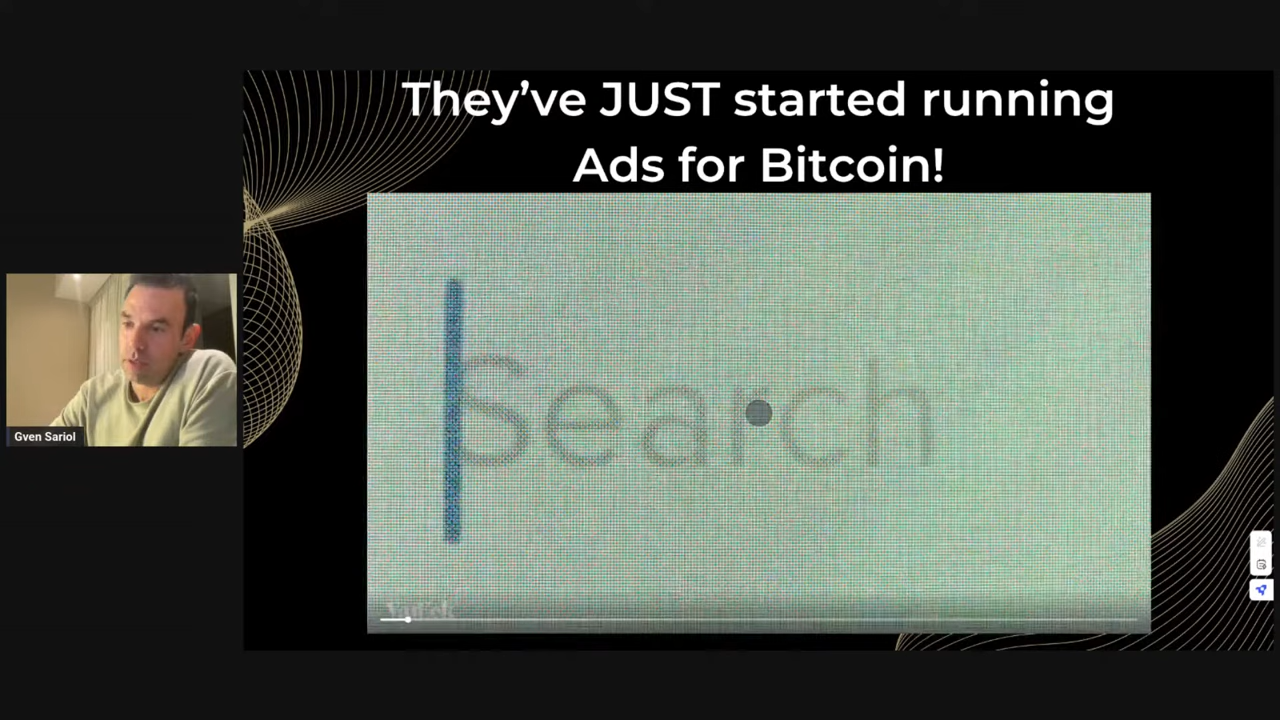 They've JUST started running
Ads for Bitcoin!
Search
Gven Sariol